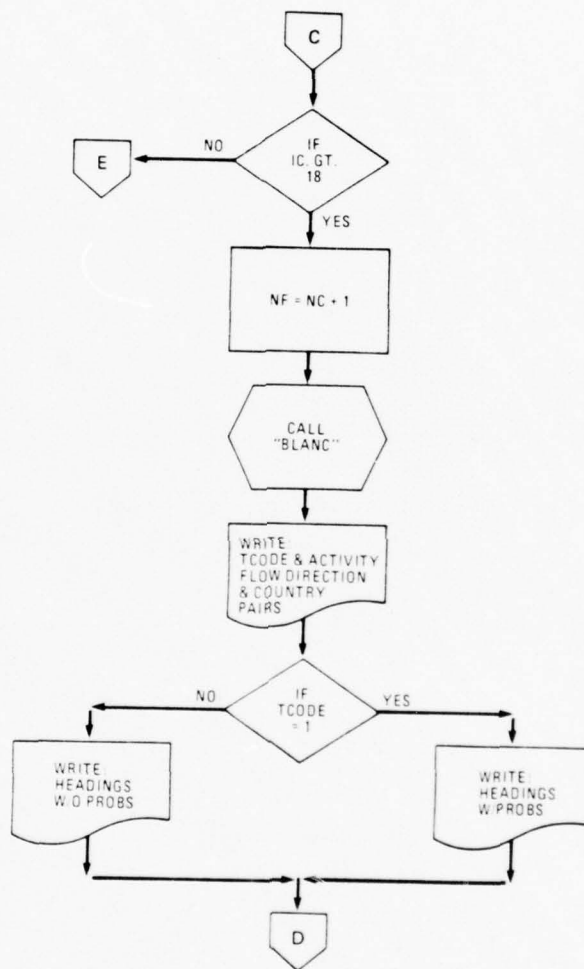 C
IF
IC. GT.
18
NO
E
YES
NF = NC + 1
CALL
"BLANC"
WRITE:
TCODE & ACTIVITY
FLOW DIRECTION
& COUNTRY
PAIRS
IF
TCODE
= 1
NO
YES
WRITE:
HEADINGS
W.O PROBS
WRITE:
HEADINGS
W/PROBS
D